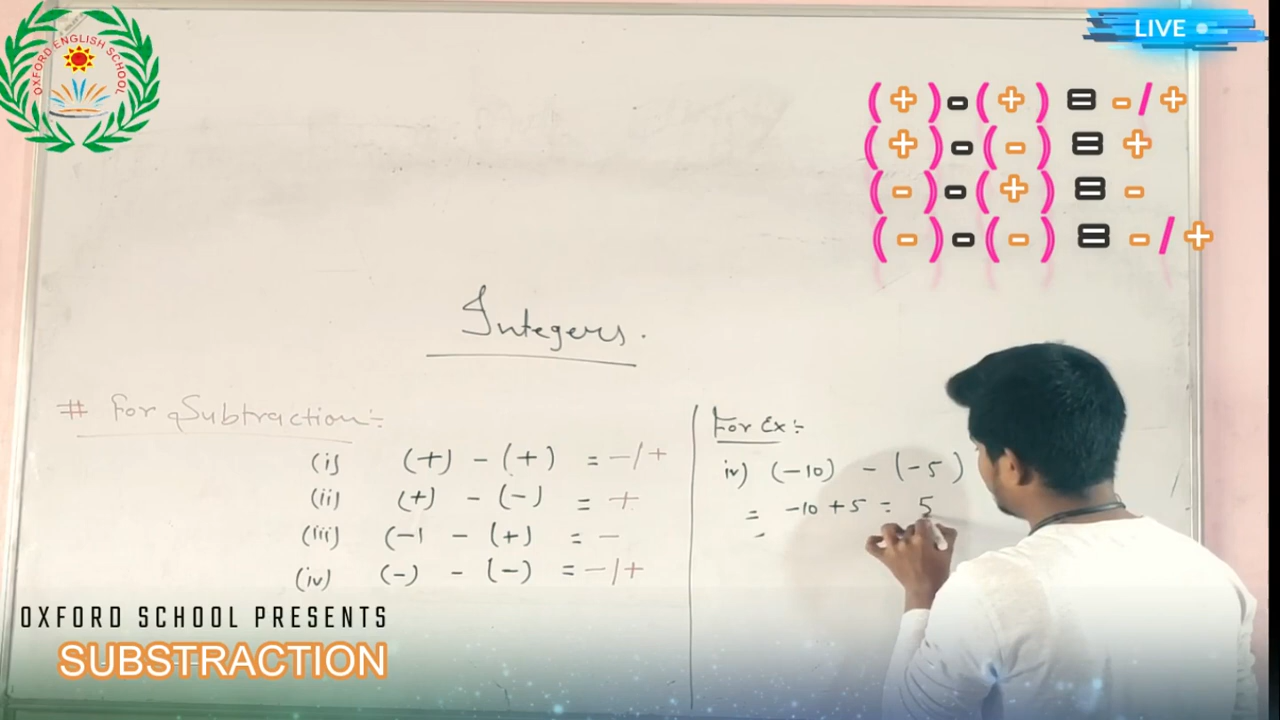 OXFORD ENGLISH SCHOOL
LIVE
(+)-(+) = -/+
(+)-(-) = +
(-)-(+) = -
(-)-(-) = -/+
Integers.
# For Subtraction:-
(i) (+) - (+) = -/+
(ii) (+) - (-) = +
(iii) (-) - (+) = -
(iv) (-) - (-) = -/+
For Ex:-
iv) (-10) - (-5)
= -10 + 5 = 5
=
OXFORD SCHOOL PRESENTS
SUBSTRACTION